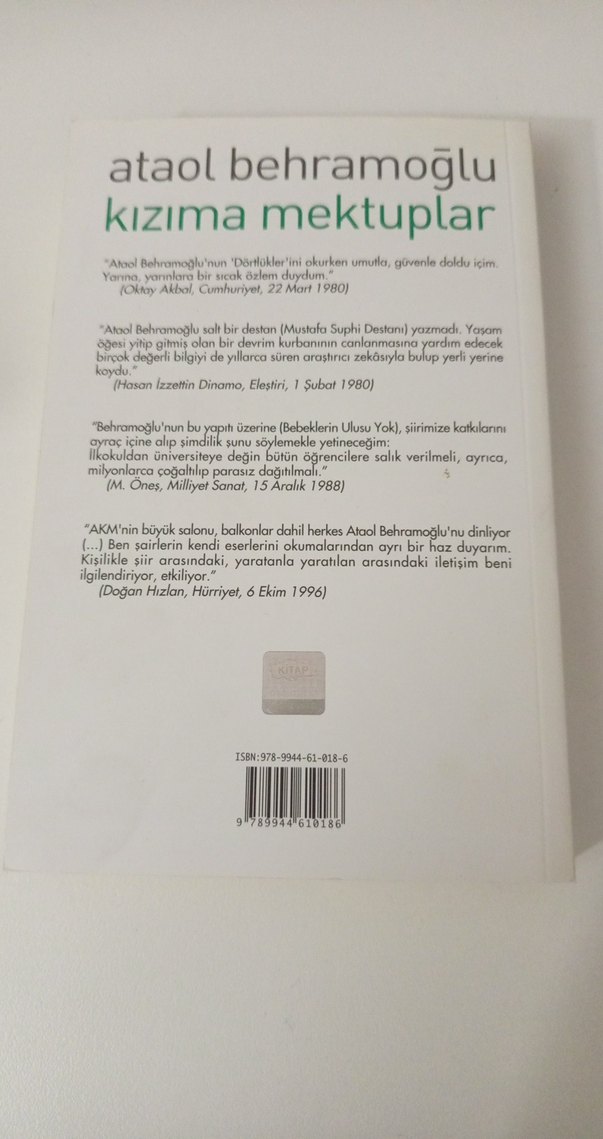 ataol behramoğlu
kızıma mektuplar
"Ataol Behramoğlu'nun 'Dörtlükler'ini okurken umutla, güvenle doldu içim.
Yarına, yarınlara bir sıcak özlem duydum."
(Oktay Akbal, Cumhuriyet, 22 Mart 1980)
"Ataol Behramoğlu salt bir destan (Mustafa Suphi Destanı) yazmadı. Yaşam
öğesi yitip gitmiş olan bir devrim kurbanının canlanmasına yardım edecek
birçok değerli bilgiyi de yıllarca süren araştırıcı zekâsıyla bulup yerli yerine
koydu."
(Hasan İzzettin Dinamo, Eleştiri, 1 Şubat 1980)
"Behramoğlu'nun bu yapıtı üzerine (Bebeklerin Ulusu Yok), şiirimize katkılarını
ayraç içine alıp şimdilik şunu söylemekle yetineceğim:
İlkokuldan üniversiteye değin bütün öğrencilere salık verilmeli, ayrıca,
milyonlarca çoğaltılıp parasız dağıtılmalı."
(M. Öneş, Milliyet Sanat, 15 Aralık 1988)
"AKM'nin büyük salonu, balkonlar dahil herkes Ataol Behramoğlu'nu dinliyor
(...) Ben şairlerin kendi eserlerini okumalarından ayrı bir haz duyarım.
Kişilikle şiir arasındaki, yaratanla yaratılan arasındaki iletişim beni
ilgilendiriyor, etkiliyor."
(Doğan Hızlan, Hürriyet, 6 Ekim 1996)
KİTAP
ISBN:978-9944-61-018-6
9 789944 610186